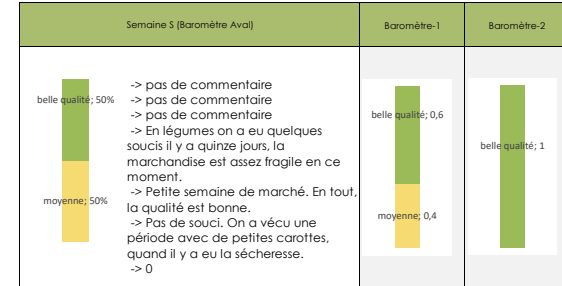 Semaine S (Baromètre Aval)
Baromètre-1
Baromètre-2
belle qualité; 50%
moyenne; 50%
-> pas de commentaire
-> pas de commentaire
-> pas de commentaire
-> En légumes on a eu quelques
soucis il y a quinze jours, la
marchandise est assez fragile en ce
moment.
-> Petite semaine de marché. En tout,
la qualité est bonne.
-> Pas de souci. On a vécu une
période avec de petites carottes,
quand il y a eu la sécheresse.
-> 0
belle qualité; 0,6
moyenne; 0,4
belle qualité; 1